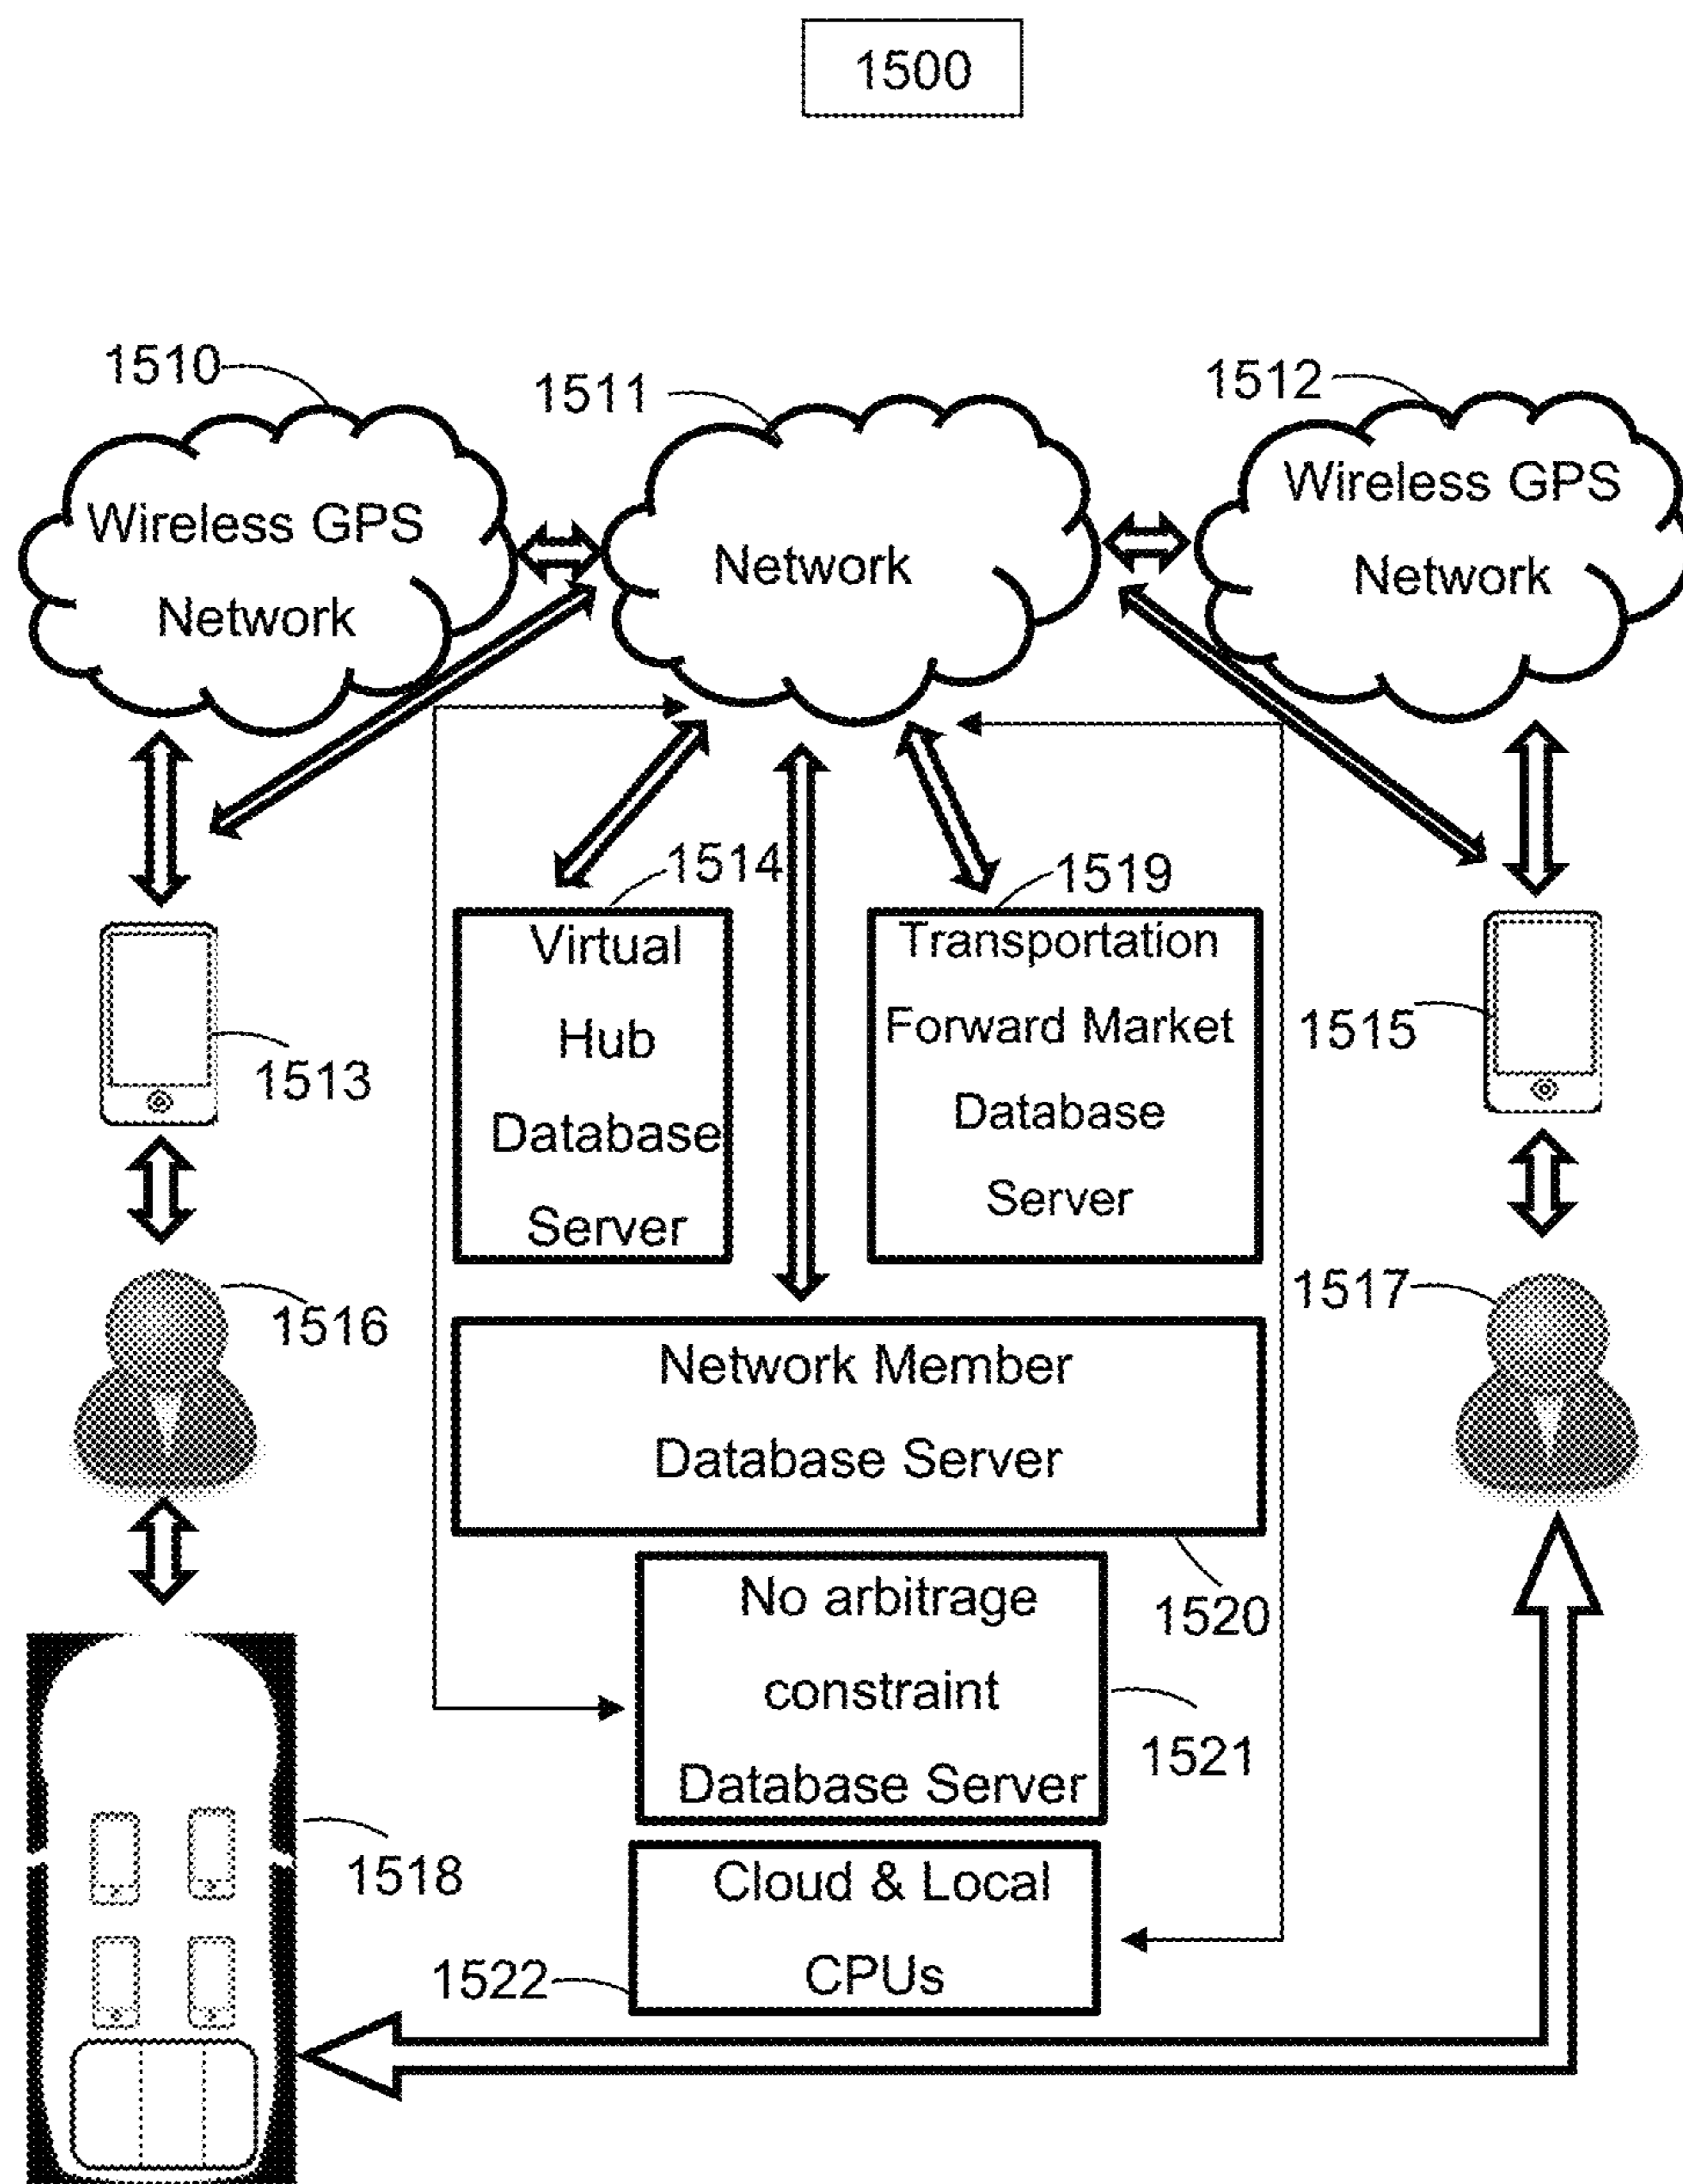 1500
1510
1511
1512
Wireless GPS
Network
Network
Wireless GPS
Network
1514
1519
Virtual
Hub
Database
Server
Transportation
Forward Market
Database
Server
1513
1515
1516
1517
Network Member
Database Server
1520
No arbitrage
constraint
Database Server
1521
1518
Cloud & Local
CPUs
1522